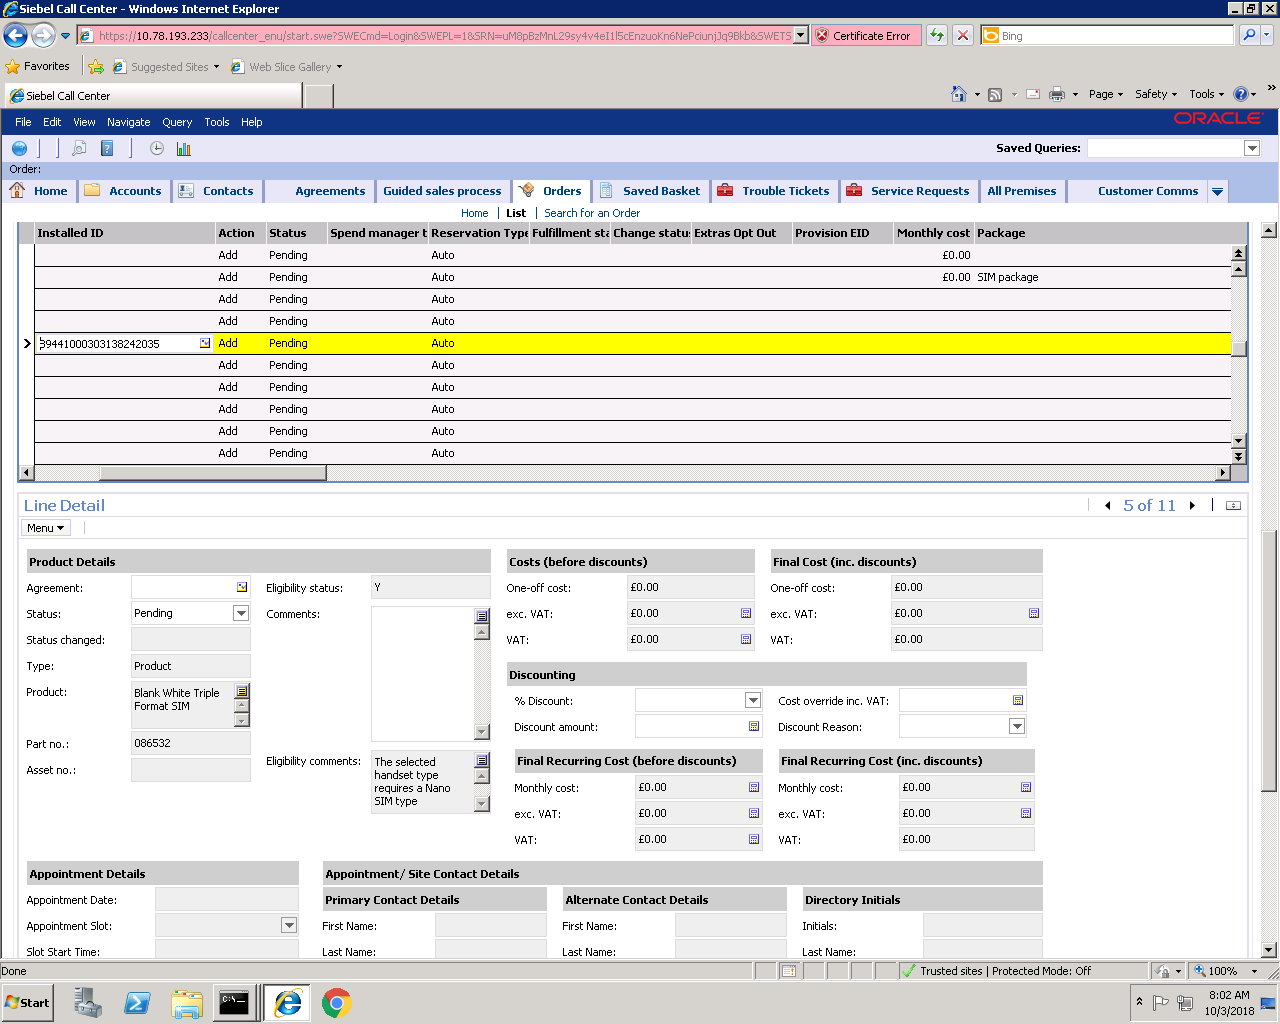 Siebel Call Center - Windows Internet Explorer
https://10.78.193.233/callcenter_enu/start.swe?SWECmd=Login&SWEPL=1&SRN= Certificate Error Bing
Favorites Suggested Sites Web Slice Gallery
Siebel Call Center Page Safety Tools »
File Edit View Navigate Query Tools Help ORACLE
Saved Queries:
Order:
Home Accounts Contacts Agreements Guided sales process Orders Saved Basket Trouble Tickets Service Requests All Premises Customer Comms
Home | List | Search for an Order
Installed ID Action Status Spend manager t Reservation Type Fulfillment sta Change status Extras Opt Out Provision EID Monthly cost Package
Add Pending Auto £0.00
Add Pending Auto £0.00 SIM package
Add Pending Auto
Add Pending Auto
89441000303138242035 Add Pending Auto
Add Pending Auto
Add Pending Auto
Add Pending Auto
Add Pending Auto
Add Pending Auto
Line Detail 5 of 11
Menu
Product Details Costs (before discounts) Final Cost (inc. discounts)
Agreement: Eligibility status: Y One-off cost: £0.00 One-off cost: £0.00
Status: Pending Comments: exc. VAT: £0.00 exc. VAT: £0.00
Status changed: VAT: £0.00 VAT: £0.00
Type: Product Discounting
Product: Blank White Triple Format SIM % Discount: Cost override inc. VAT:
Discount amount: Discount Reason:
Part no.: 086532
Asset no.: Eligibility comments: The selected handset type requires a Nano SIM type
Final Recurring Cost (before discounts) Final Recurring Cost (inc. discounts)
Monthly cost: £0.00 Monthly cost: £0.00
exc. VAT: £0.00 exc. VAT: £0.00
VAT: £0.00 VAT: £0.00
Appointment Details Appointment/ Site Contact Details
Appointment Date: Primary Contact Details Alternate Contact Details Directory Initials
Appointment Slot: First Name: First Name: Initials:
Slot Start Time: Last Name: Last Name: Last Name:
Done Trusted sites | Protected Mode: Off 100%
Start 8:02 AM
10/3/2018